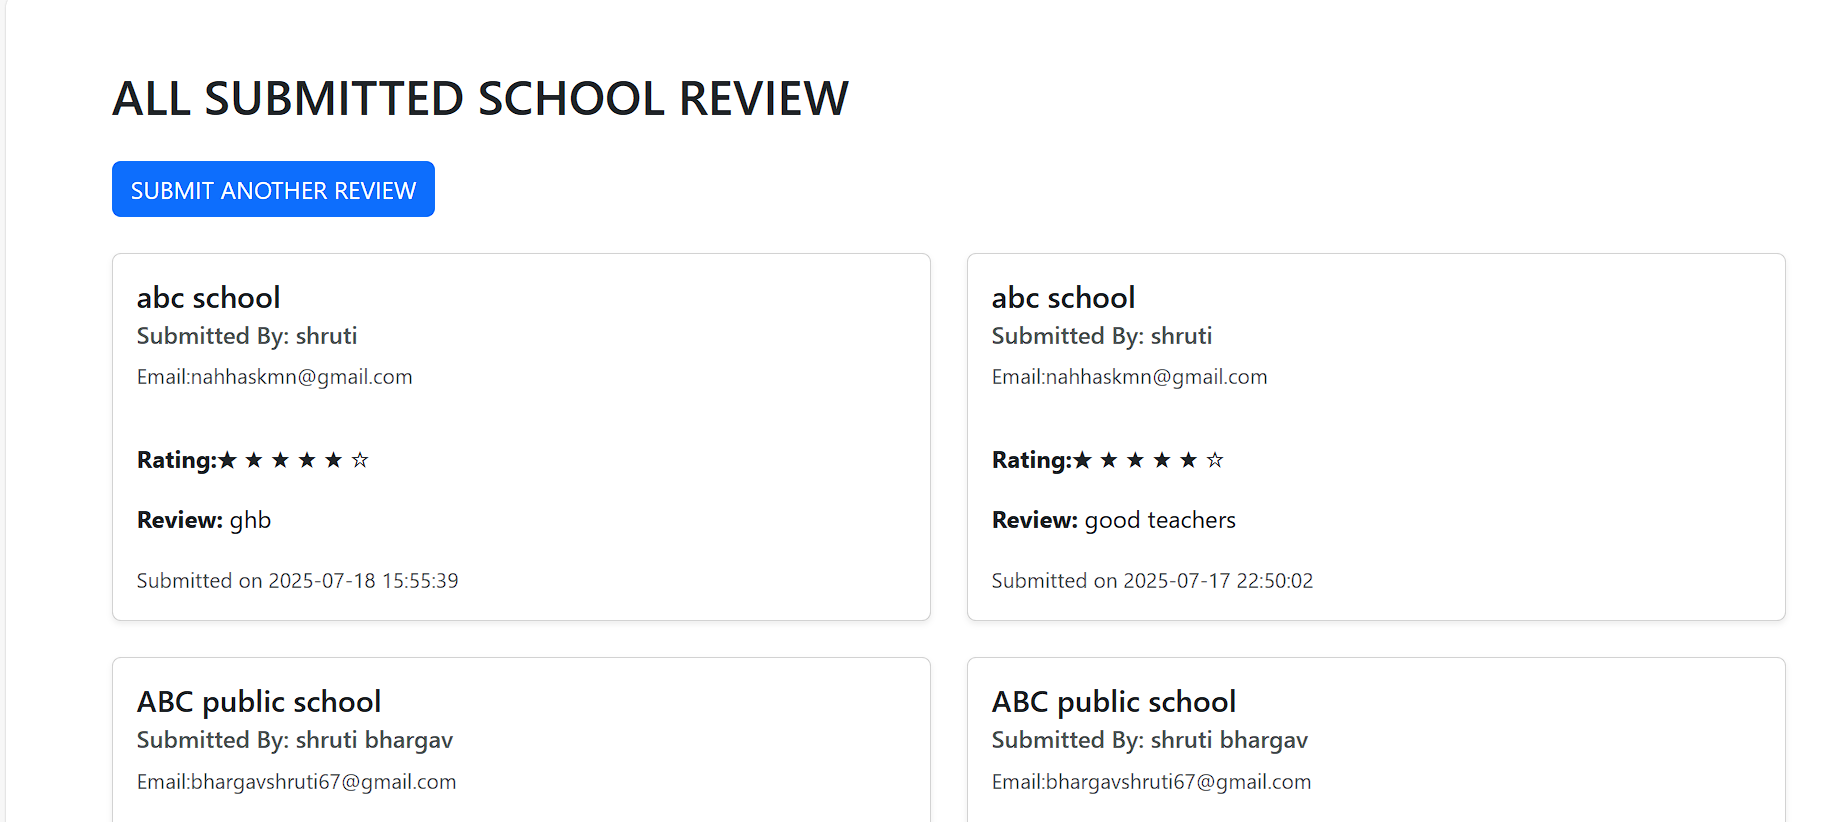 ALL SUBMITTED SCHOOL REVIEW
SUBMIT ANOTHER REVIEW
abc school
Submitted By: shruti
Email:nahhaskmn@gmail.com
Rating:★ ★ ★ ★ ★ ☆
Review: ghb
Submitted on 2025-07-18 15:55:39
abc school
Submitted By: shruti
Email:nahhaskmn@gmail.com
Rating:★ ★ ★ ★ ★ ☆
Review: good teachers
Submitted on 2025-07-17 22:50:02
ABC public school
Submitted By: shruti bhargav
Email:bhargavshruti67@gmail.com
ABC public school
Submitted By: shruti bhargav
Email:bhargavshruti67@gmail.com